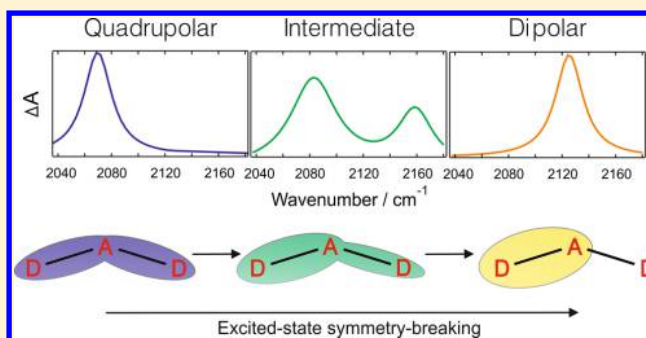 Quadrupolar Intermediate Dipolar
ΔA
2040 2080 2120 2160 2040 2080 2120 2160 2040 2080 2120 2160
Wavenumber / cm⁻¹
D A D D A D D A D
Excited-state symmetry-breaking